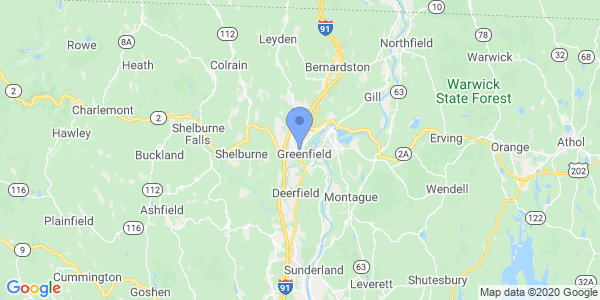 10
91
112
Leyden
Northfield
Rowe
8A
Heath
Colrain
Bernardston
78
Warwick
68
32
2
Charlemont
2
Gill
63
Warwick
State Forest
Hawley
Shelburne
Falls
Buckland
Shelburne
Greenfield
2A
Erving
Orange
Athol
202
116
112
Deerfield
Montague
Wendell
Ashfield
Plainfield
116
122
9
63
Cummington
Goshen
91
Sunderland
Leverett
Shutesbury
Google
Map data ©2020 Google